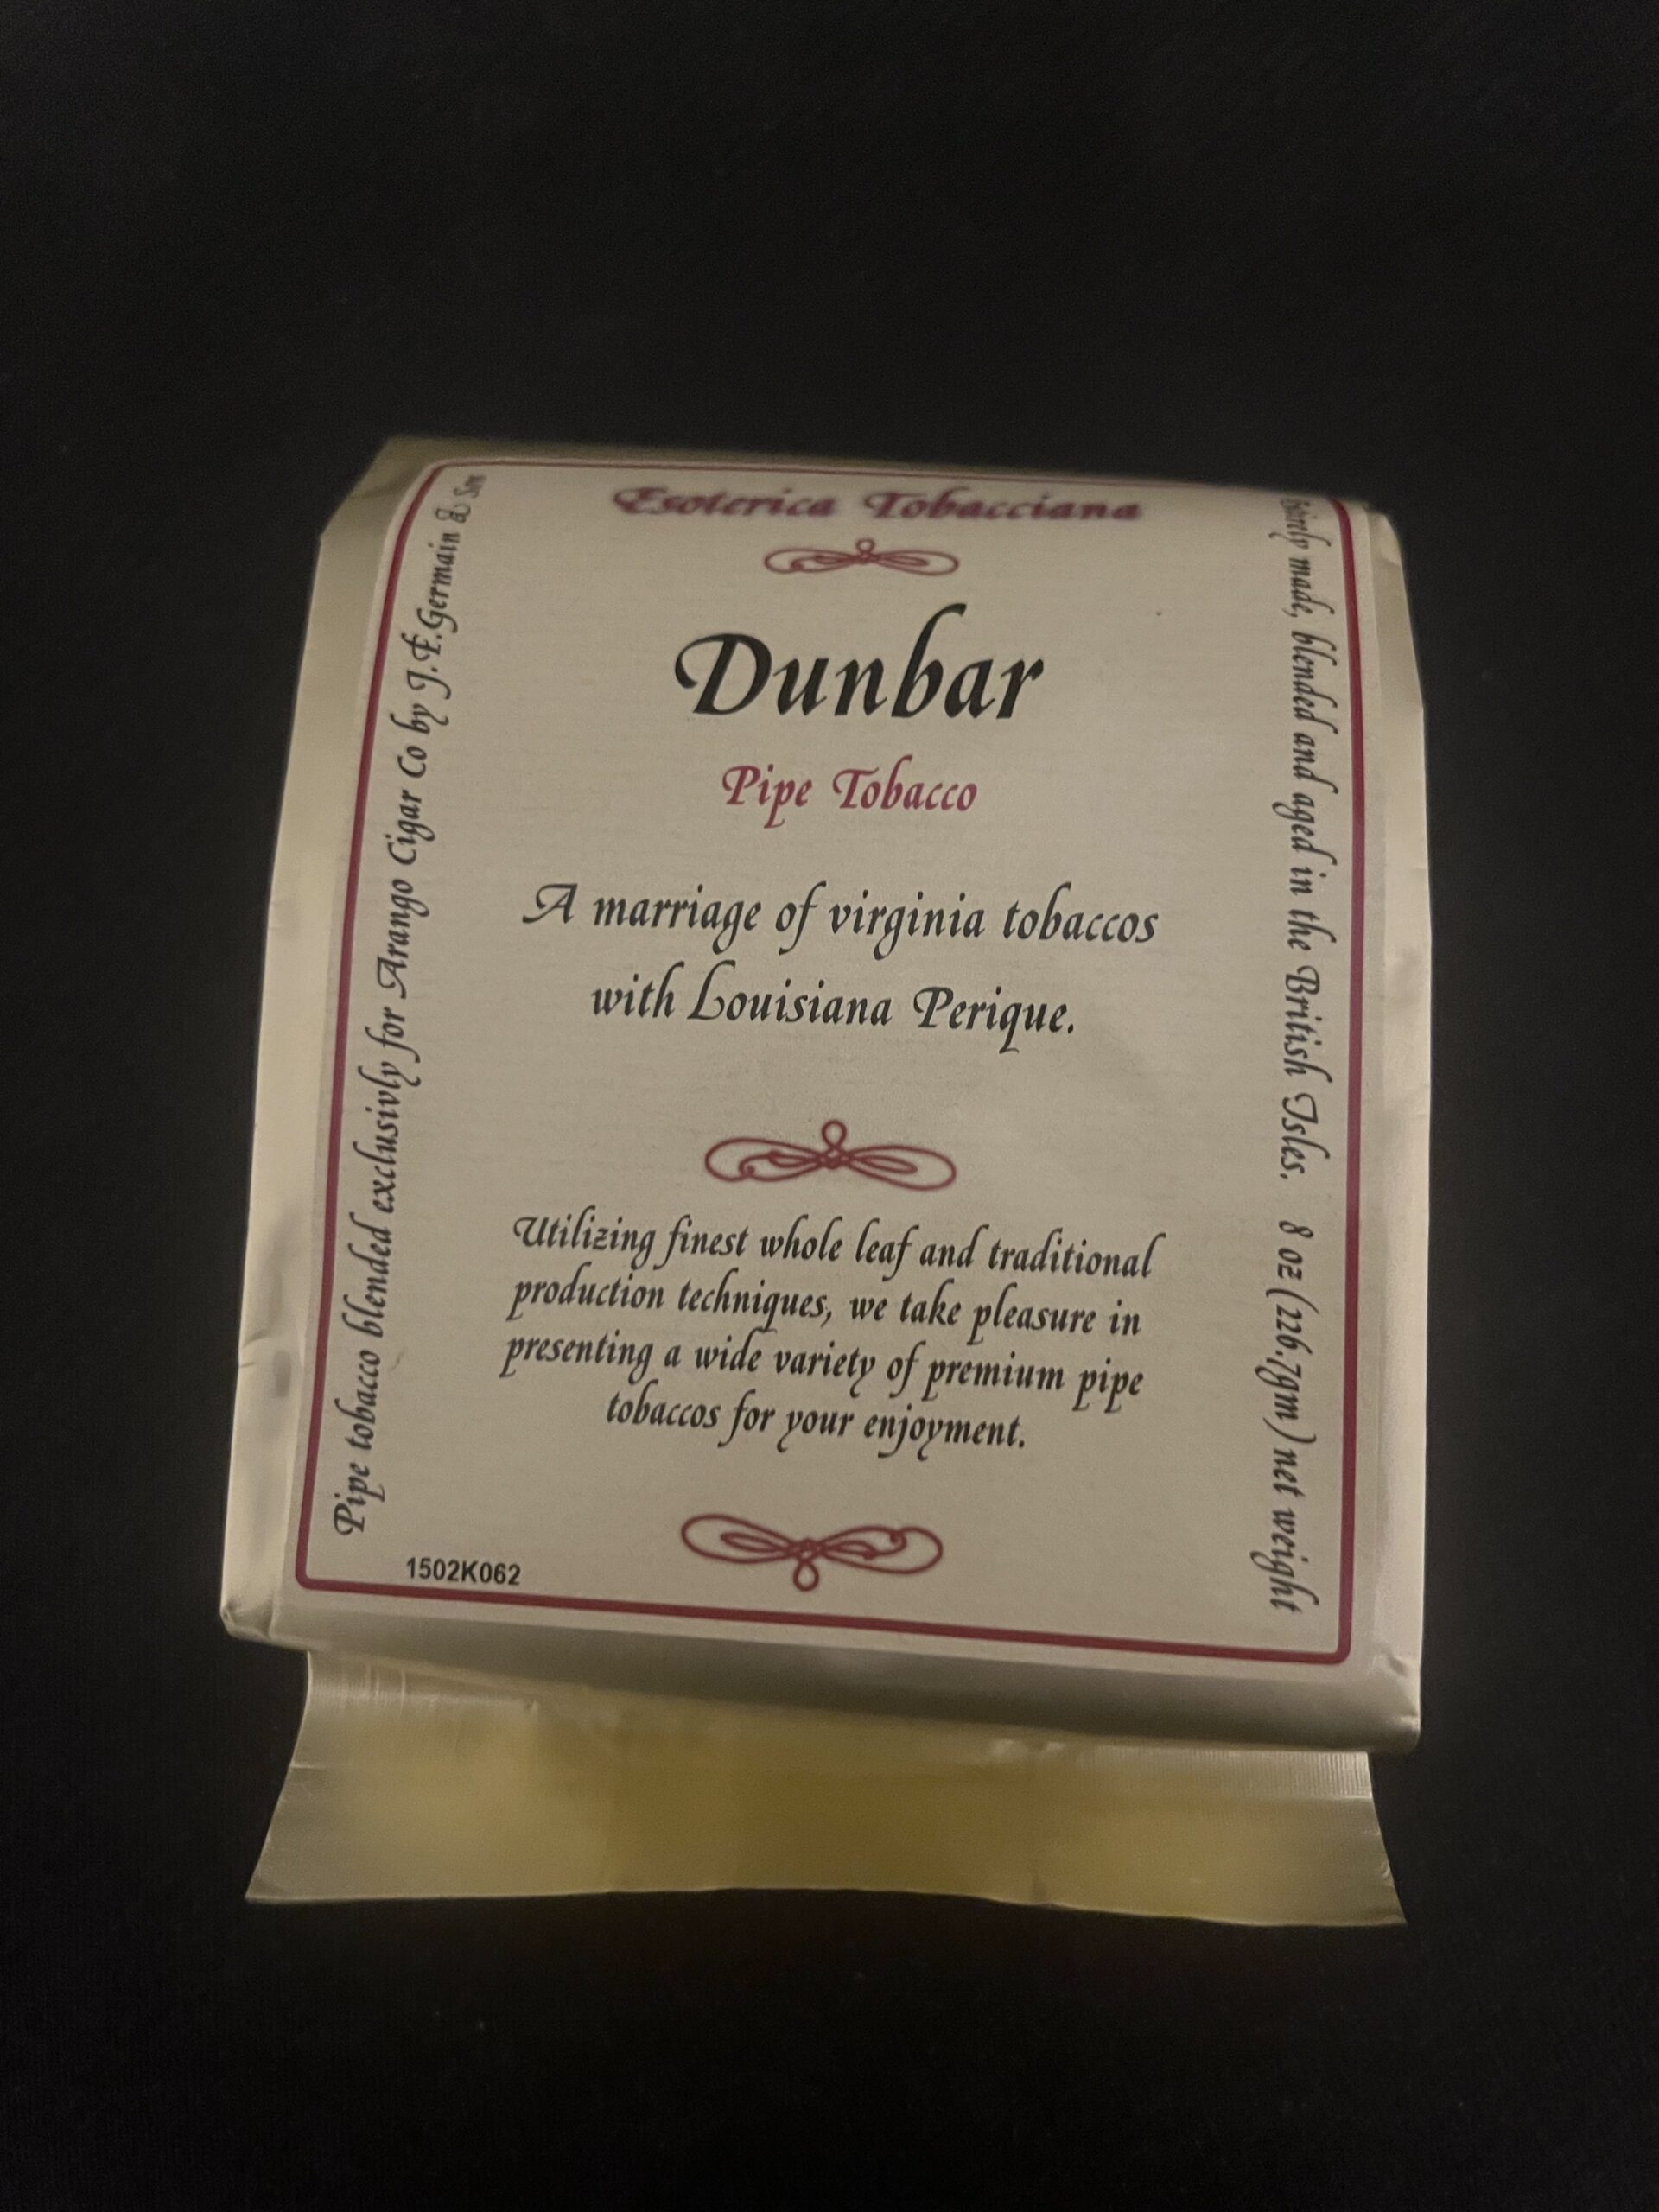 Esoterica Tobacciana
Dunbar
Pipe Tobacco
A marriage of virginia tobaccos
with Louisiana Perique.
Utilizing finest whole leaf and traditional
production techniques, we take pleasure in
presenting a wide variety of premium pipe
tobaccos for your enjoyment.
1502K062
Pipe tobacco blended exclusivly for Arango Cigar Co by J.F.Germain & Son
Entirely made, blended and aged in the British Isles. 8 oz (226.7gm) net weight